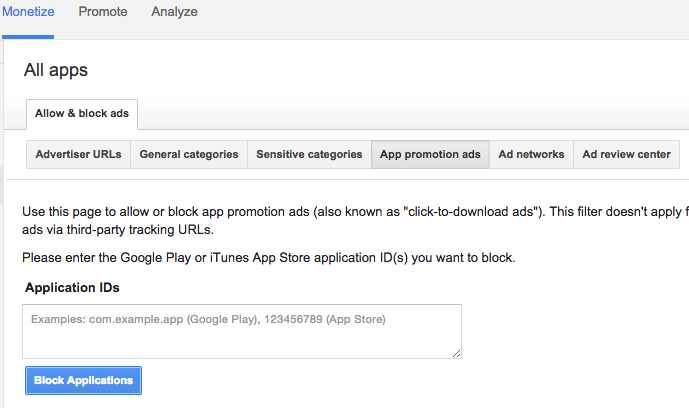 Monetize Promote Analyze
All apps
Allow & block ads
Advertiser URLs General categories Sensitive categories App promotion ads Ad networks Ad review center
Use this page to allow or block app promotion ads (also known as "click-to-download ads"). This filter doesn't apply f
ads via third-party tracking URLs.
Please enter the Google Play or iTunes App Store application ID(s) you want to block.
Application IDs
Examples: com.example.app (Google Play), 123456789 (App Store)
Block Applications